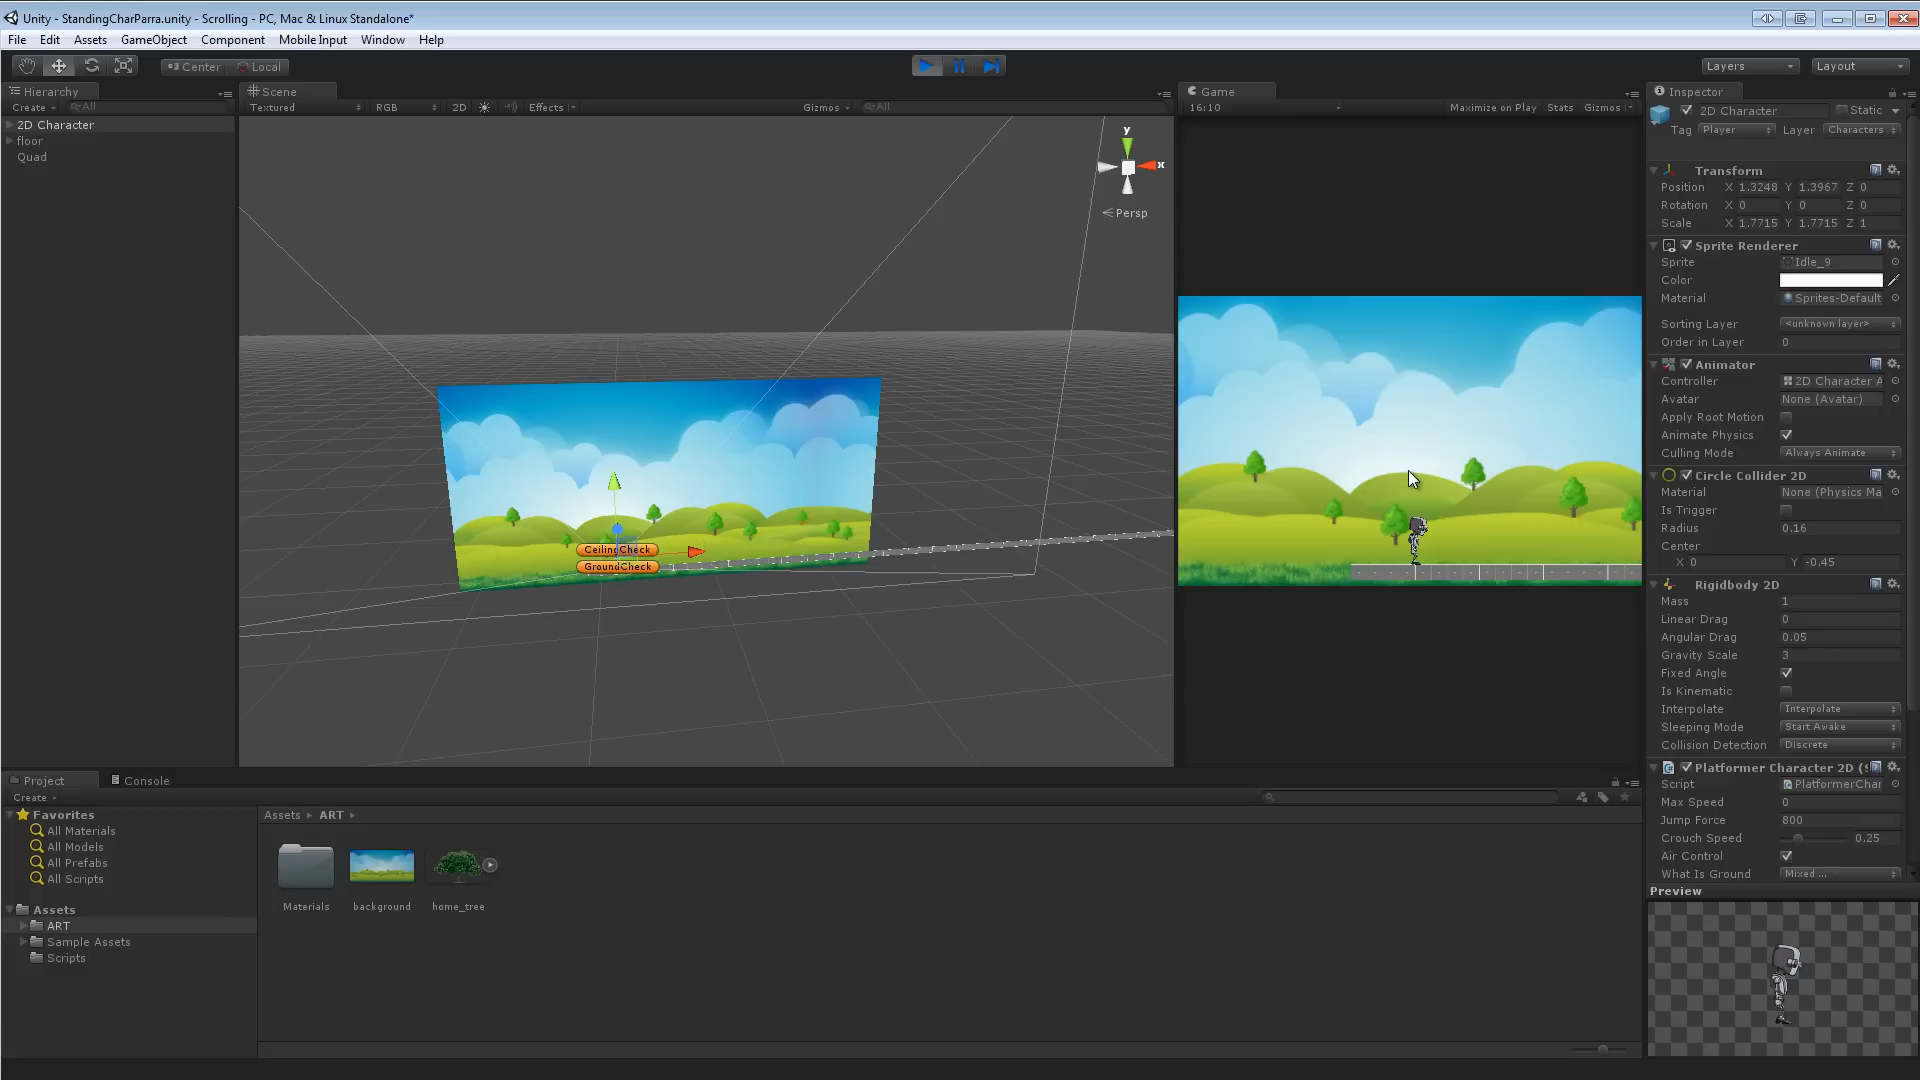 Unity - StandingCharParra.unity - Scrolling - PC, Mac & Linux Standalone*
File Edit Assets GameObject Component Mobile Input Window Help
Center Local
Layers Layout
Hierarchy
Create All
2D Character
floor
Quad
Scene
Textured RGB 2D Effects Gizmos All
y
x
Persp
CeilingCheck
GroundCheck
Game
16:10 Maximize on Play Stats Gizmos
Inspector
2D Character Static
Tag Player Layer Characters
Transform
Position X 1.3248 Y 1.3967 Z 0
Rotation X 0 Y 0 Z 0
Scale X 1.7715 Y 1.7715 Z 1
Sprite Renderer
Sprite Idle_9
Color
Material Sprites-Default
Sorting Layer <unknown layer>
Order in Layer 0
Animator
Controller 2D Character A
Avatar None (Avatar)
Apply Root Motion
Animate Physics
Culling Mode Always Animate
Circle Collider 2D
Material None (Physics Ma
Is Trigger
Radius 0.16
Center
X 0 Y -0.45
Rigidbody 2D
Mass 1
Linear Drag 0
Angular Drag 0.05
Gravity Scale 3
Fixed Angle
Is Kinematic
Interpolate Interpolate
Sleeping Mode Start Awake
Collision Detection Discrete
Platformer Character 2D (S
Script PlatformerChar
Max Speed 0
Jump Force 800
Crouch Speed 0.25
Air Control
What Is Ground Mixed ...
Preview
Project Console
Create
Favorites
All Materials
All Models
All Prefabs
All Scripts
Assets
ART
Sample Assets
Scripts
Assets ART
Materials background home_tree